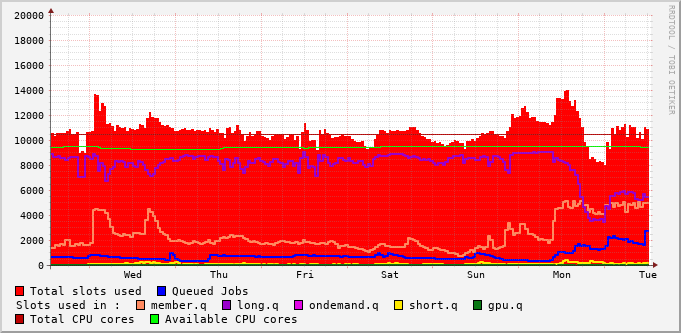 20000
18000
16000
14000
12000
10000
8000
6000
4000
2000
0
Wed Thu Fri Sat Sun Mon Tue
RRDTOOL / TOBI OETIKER
Total slots used Queued Jobs
Slots used in : member.q long.q ondemand.q short.q gpu.q
Total CPU cores Available CPU cores